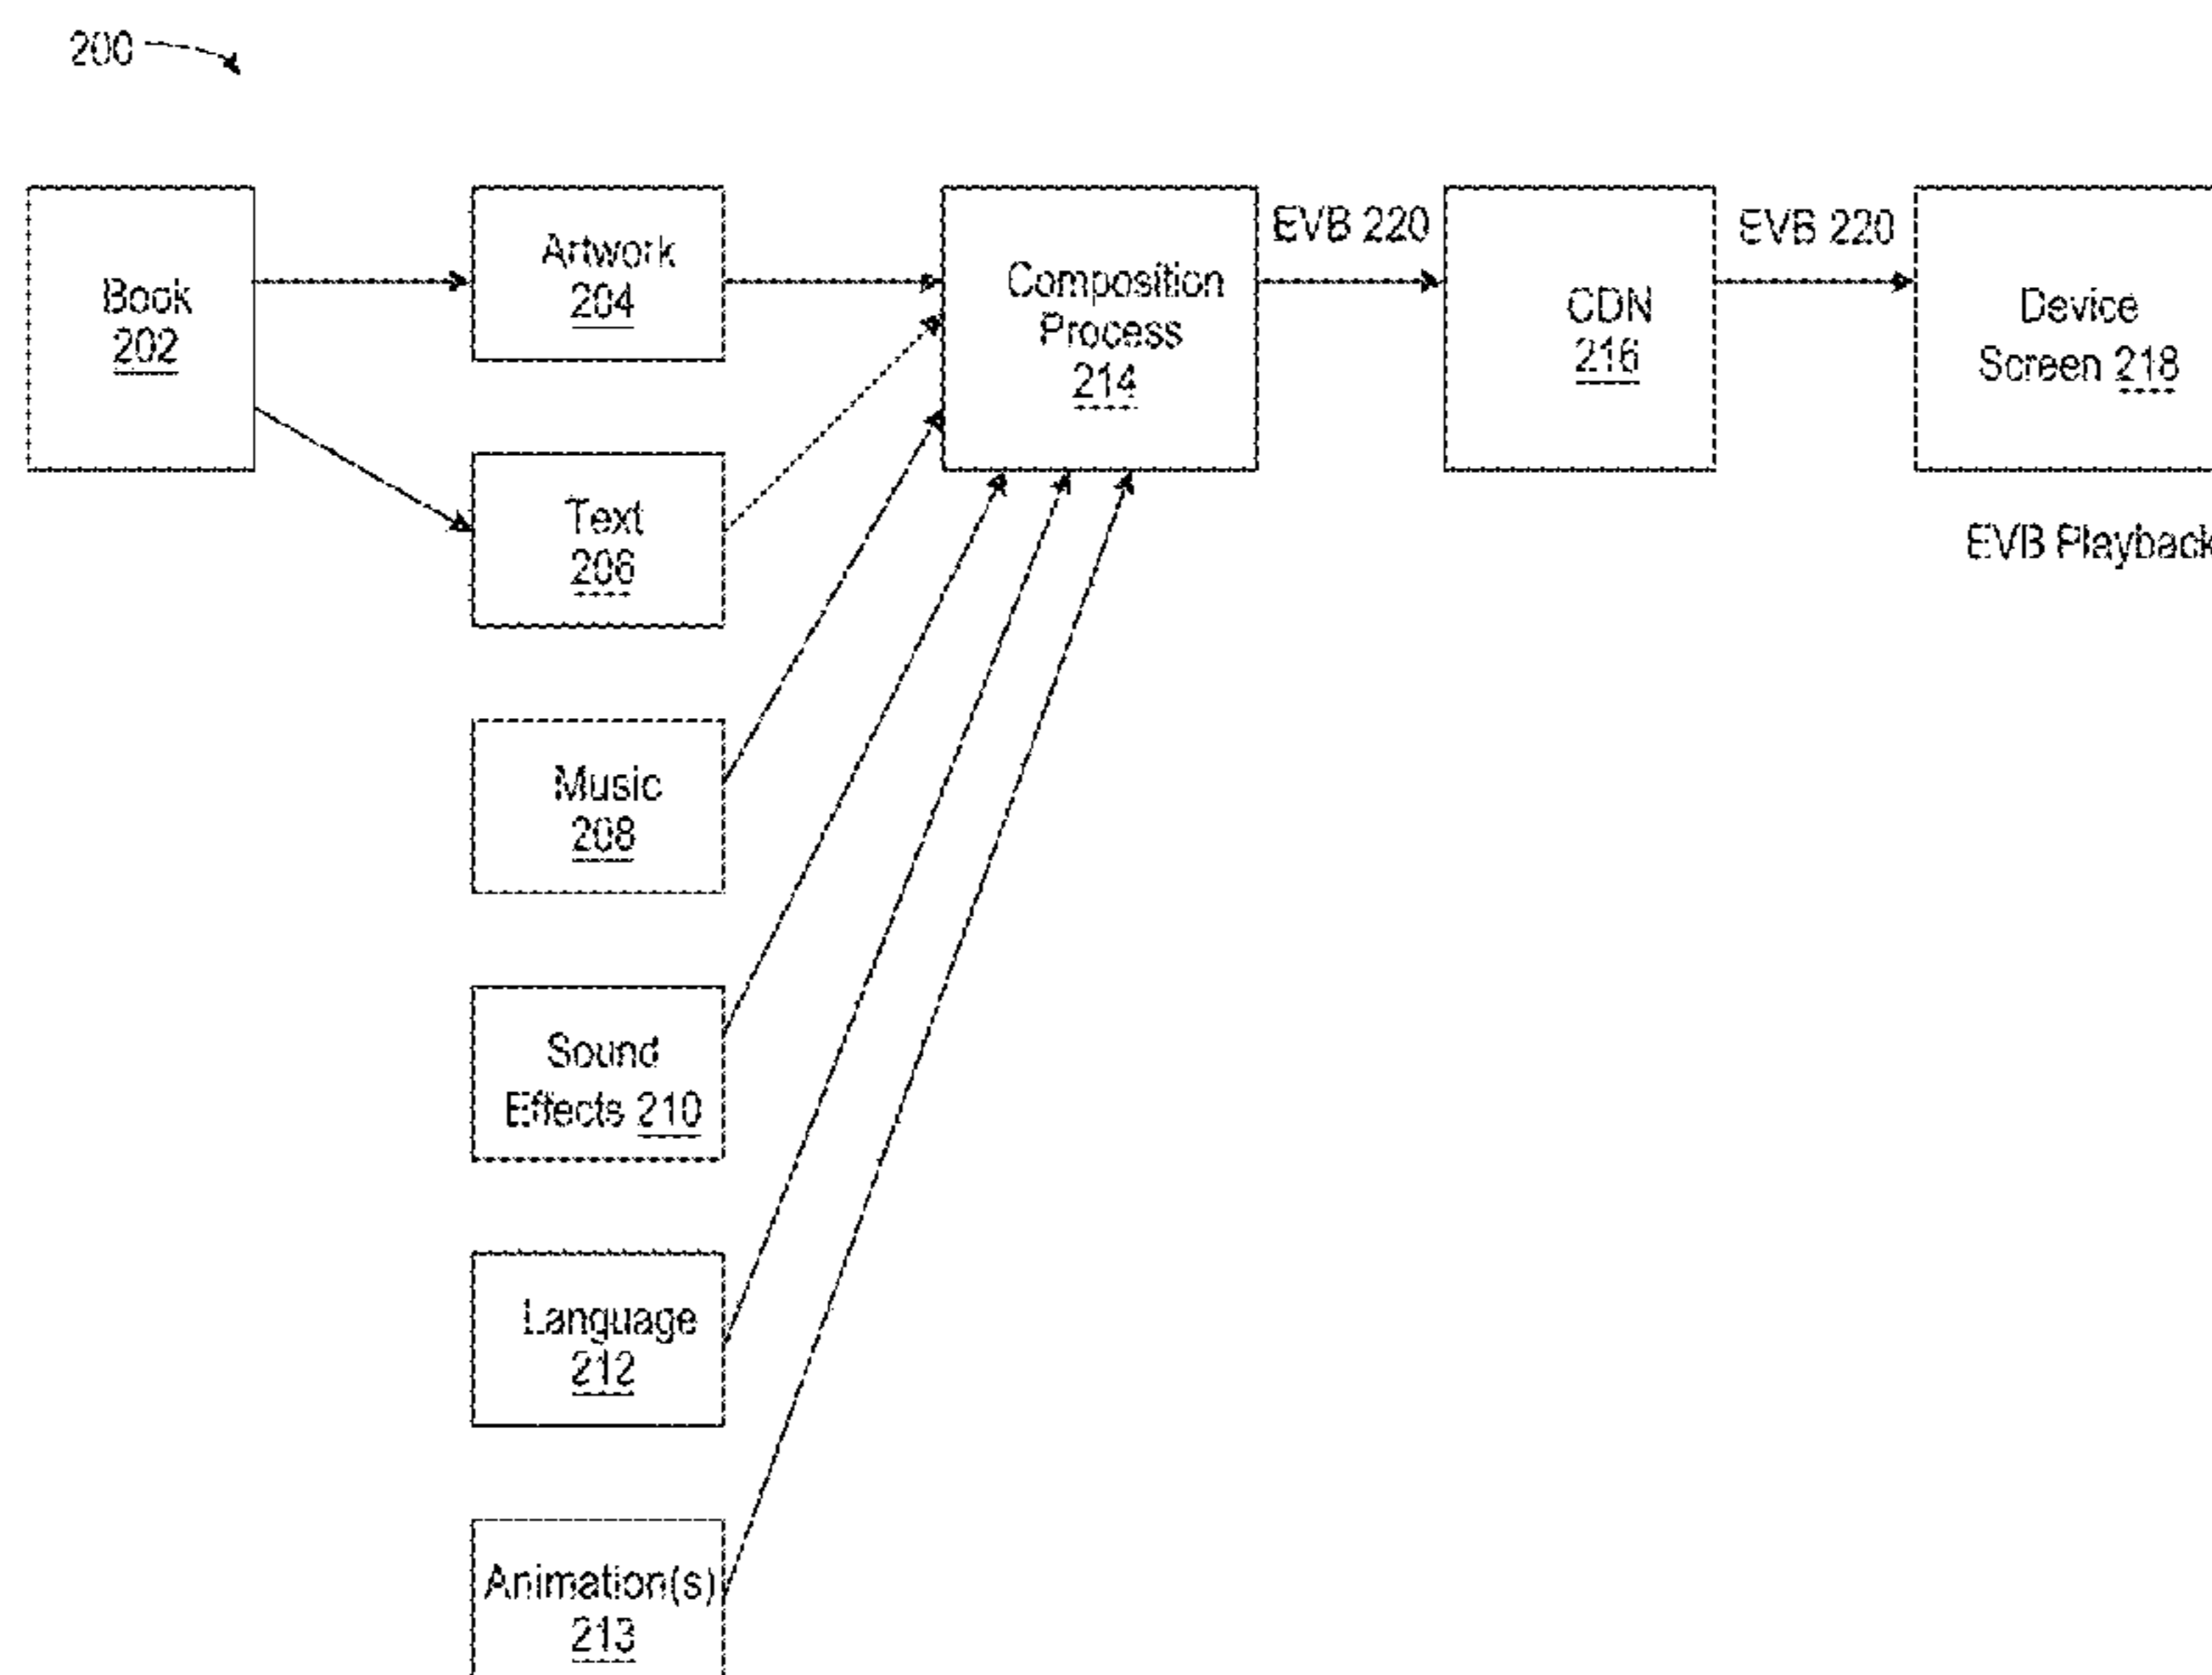 200
Book
202
Artwork
204
Text
206
Music
208
Sound
Effects 210
Language
212
Animation(s)
213
Composition
Process
214
EVB 220
CDN
216
EVB 220
Device
Screen 218
EVB Playback